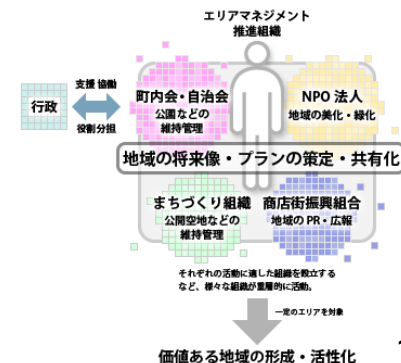 エリアマネジメント
推進組織
支援 協働
行政
役割分担
町内会・自治会
公園などの
維持管理
NPO 法人
地域の美化・緑化
地域の将来像・プランの策定・共有化
まちづくり組織
公開空地などの
維持管理
商店街振興組合
地域の PR・広報
それぞれの活動に適した組織を設立する
など、様々な組織が重層的に活動。
一定のエリアを対象
価値ある地域の形成・活性化